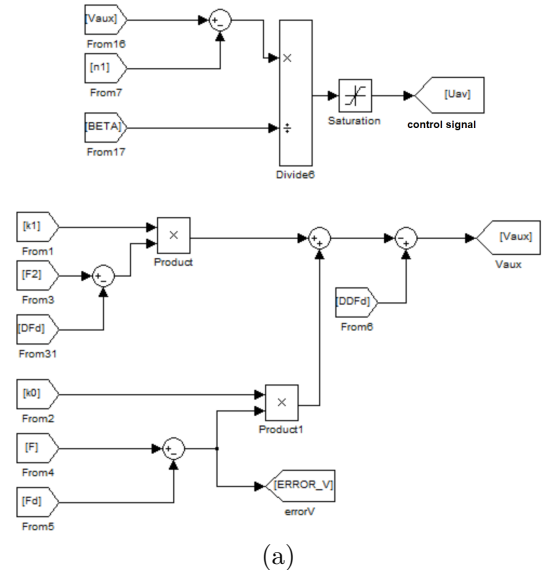 [Vaux]
From16
[n1]
From7
[BETA]
From17
×
÷
Divide6
Saturation
[Uav]
control signal
[k1]
From1
[F2]
From3
[DFd]
From31
×
Product
[DDFd]
From6
[Vaux]
Vaux
[k0]
From2
[F]
From4
[Fd]
From5
×
Product1
[ERROR_V]
errorV
(a)